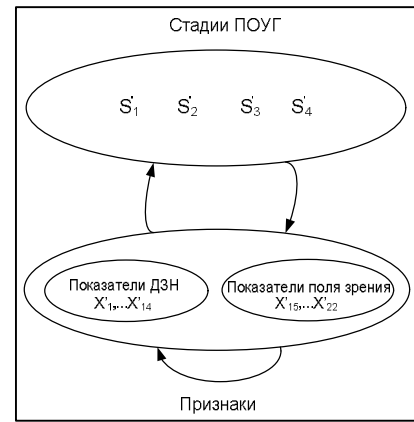 Стадии ПОУГ
S'1 S'2 S'3 S'4
Показатели ДЗН
X'1,...X'14
Показатели поля зрения
X'15,...X'22
Признаки